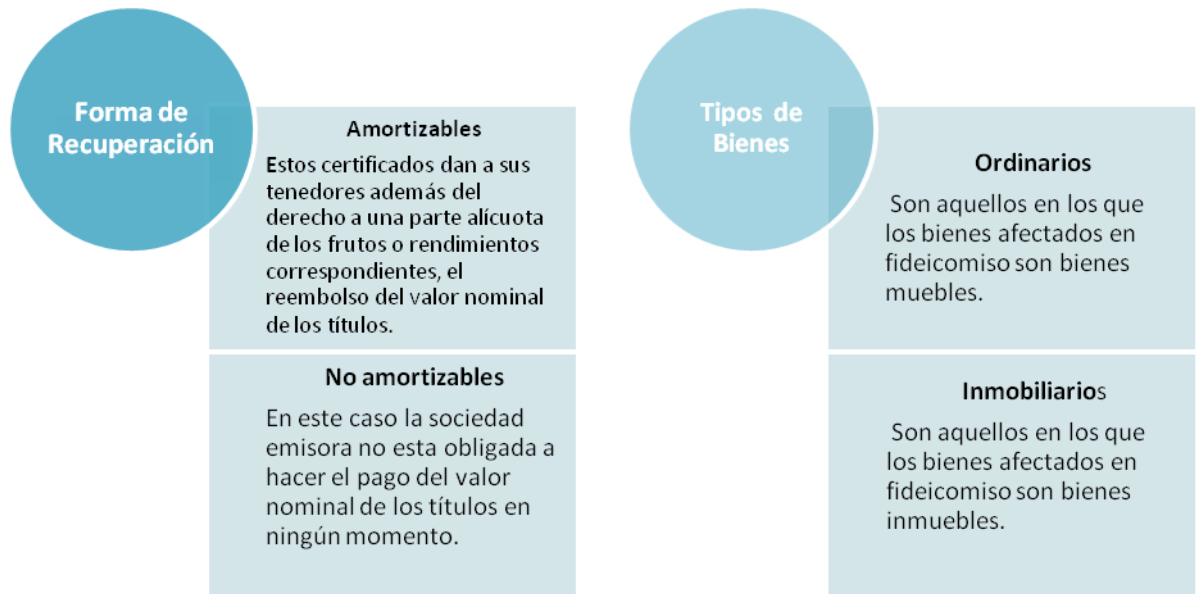 Forma de
Recuperación
Amortizables
Estos certificados dan a sus
tenedores además del
derecho a una parte alícuota
de los frutos o rendimientos
correspondientes, el
reembolso del valor nominal
de los títulos.
No amortizables
En este caso la sociedad
emisora no esta obligada a
hacer el pago del valor
nominal de los títulos en
ningún momento.
Tipos de
Bienes
Ordinarios
Son aquellos en los que
los bienes afectados en
fideicomiso son bienes
muebles.
Inmobiliarios
Son aquellos en los que
los bienes afectados en
fideicomiso son bienes
inmuebles.